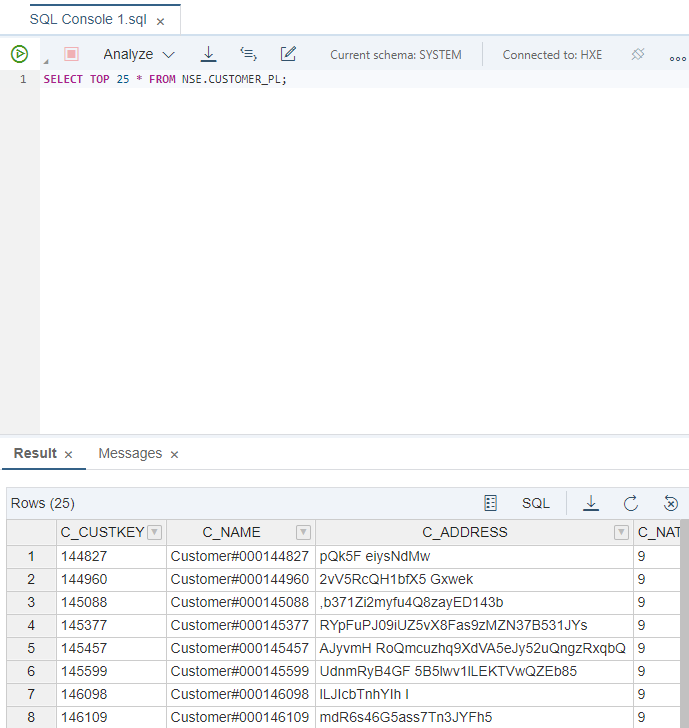 SQL Console 1.sql ×
Analyze Current schema: SYSTEM Connected to: HXE
1 SELECT TOP 25 * FROM NSE.CUSTOMER_PL;
Result × Messages ×
Rows (25) SQL
C_CUSTKEY C_NAME C_ADDRESS C_NAT
1 144827 Customer#000144827 pQk5F eiysNdMw 9
2 144960 Customer#000144960 2vV5RcQH1bfX5 Gxwek 9
3 145088 Customer#000145088 ,b371Zi2myfu4Q8zayED143b 9
4 145377 Customer#000145377 RYpFuPJ09iUZ5vX8Fas9zMZN37B531JYs 9
5 145457 Customer#000145457 AJyvmH RoQmcuzhq9XdVA5eJy52uQngzRxqbQ 9
6 145599 Customer#000145599 UdnmRyB4GF 5B5lwv1lLEKTVwQZEb85 9
7 146098 Customer#000146098 lLJIcbTnhYIh I 9
8 146109 Customer#000146109 mdR6s46G5ass7Tn3JYFh5 9